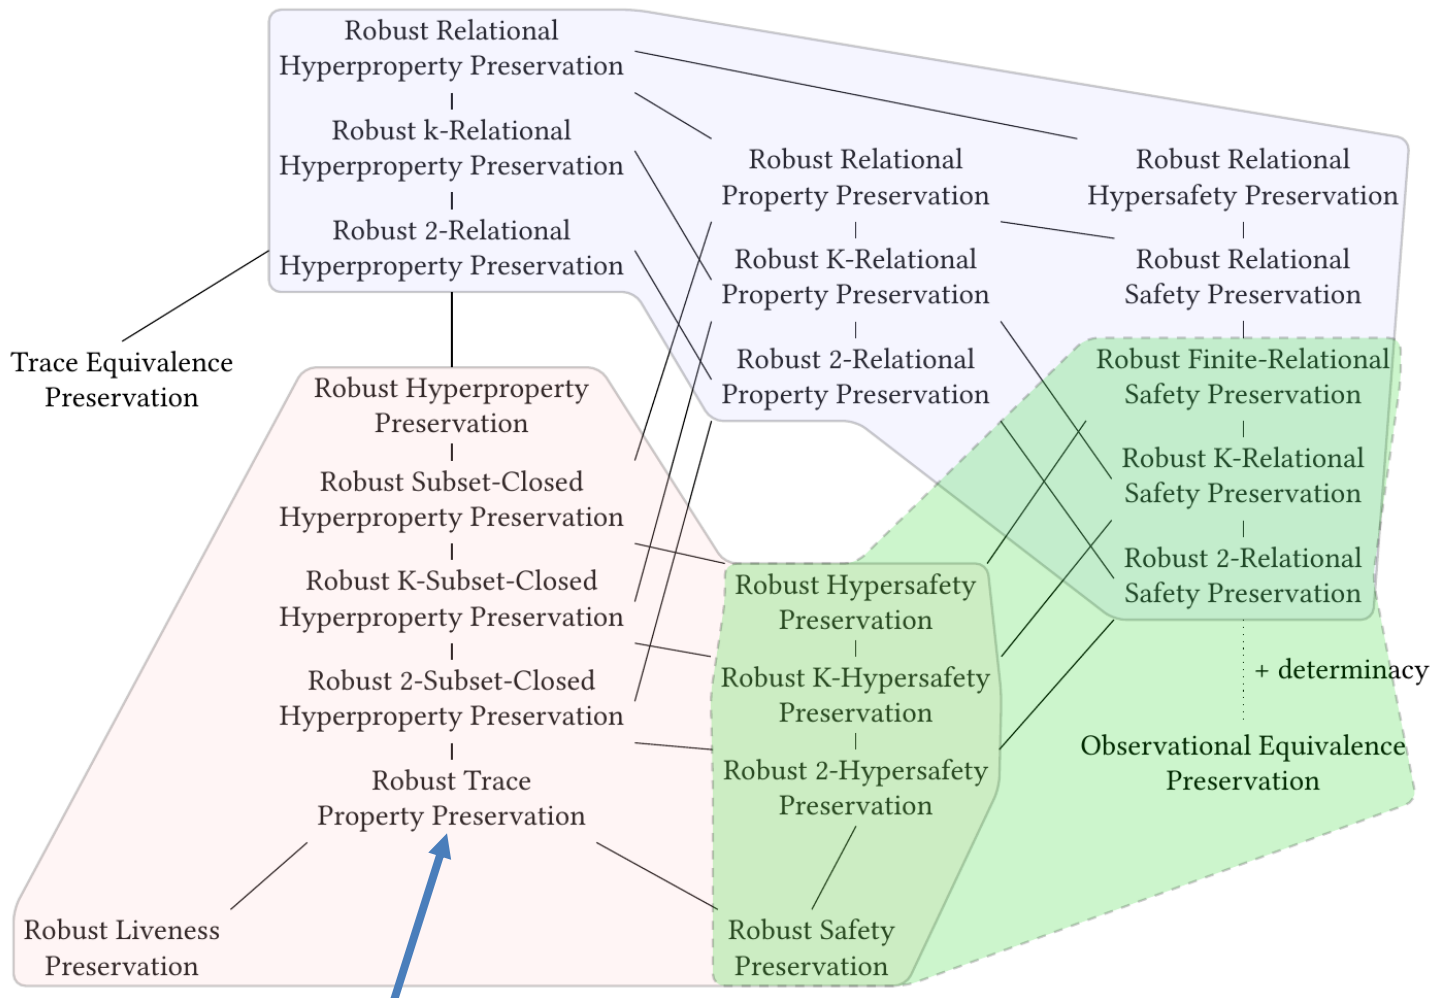 Robust Relational
Hyperproperty Preservation
Robust k-Relational
Hyperproperty Preservation
Robust 2-Relational
Hyperproperty Preservation
Trace Equivalence
Preservation
Robust Relational
Property Preservation
Robust K-Relational
Property Preservation
Robust 2-Relational
Property Preservation
Robust Relational
Hypersafety Preservation
Robust Relational
Safety Preservation
Robust Finite-Relational
Safety Preservation
Robust K-Relational
Safety Preservation
Robust 2-Relational
Safety Preservation
+ determinacy
Observational Equivalence
Preservation
Robust Hyperproperty
Preservation
Robust Subset-Closed
Hyperproperty Preservation
Robust K-Subset-Closed
Hyperproperty Preservation
Robust 2-Subset-Closed
Hyperproperty Preservation
Robust Trace
Property Preservation
Robust Hypersafety
Preservation
Robust K-Hypersafety
Preservation
Robust 2-Hypersafety
Preservation
Robust Liveness
Preservation
Robust Safety
Preservation